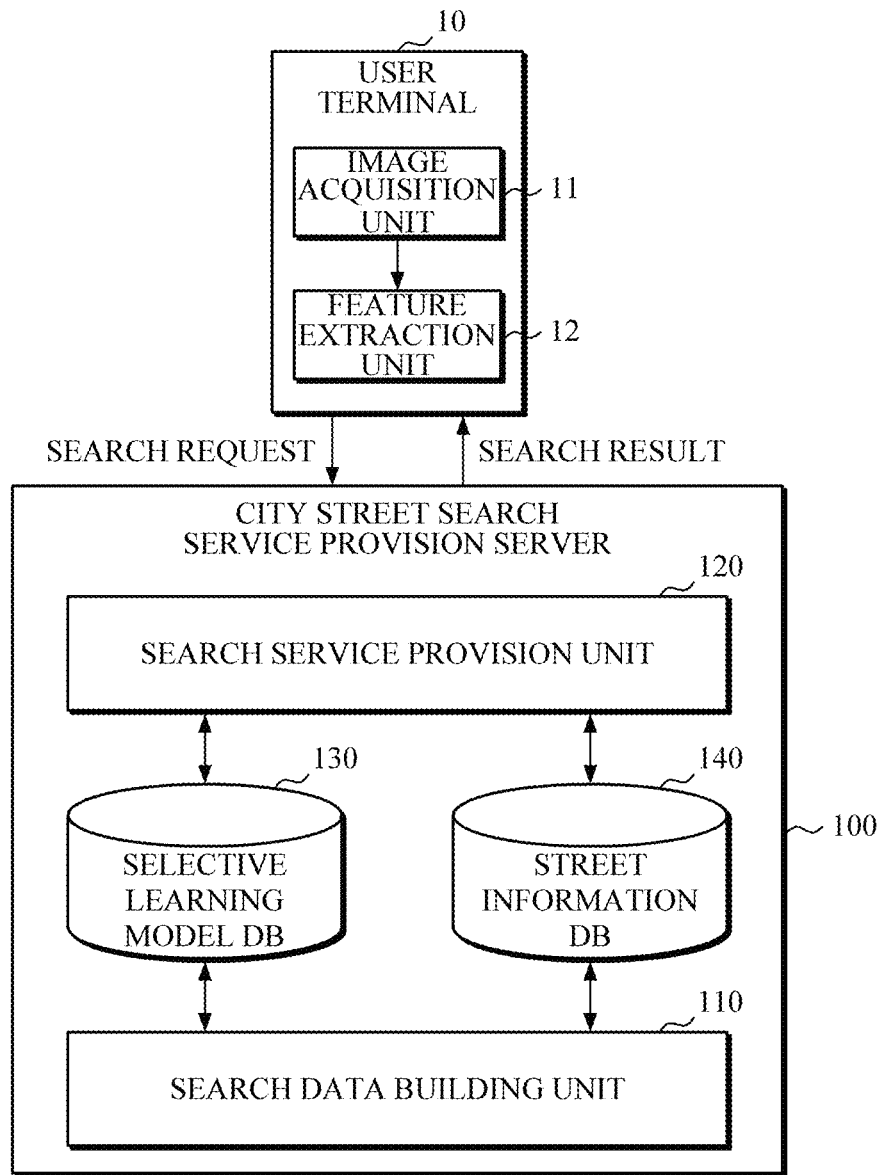 10
USER
TERMINAL
IMAGE
ACQUISITION
UNIT
11
FEATURE
EXTRACTION
UNIT
12
SEARCH REQUEST
SEARCH RESULT
CITY STREET SEARCH
SERVICE PROVISION SERVER
120
SEARCH SERVICE PROVISION UNIT
130
140
SELECTIVE
LEARNING
MODEL DB
STREET
INFORMATION
DB
100
110
SEARCH DATA BUILDING UNIT